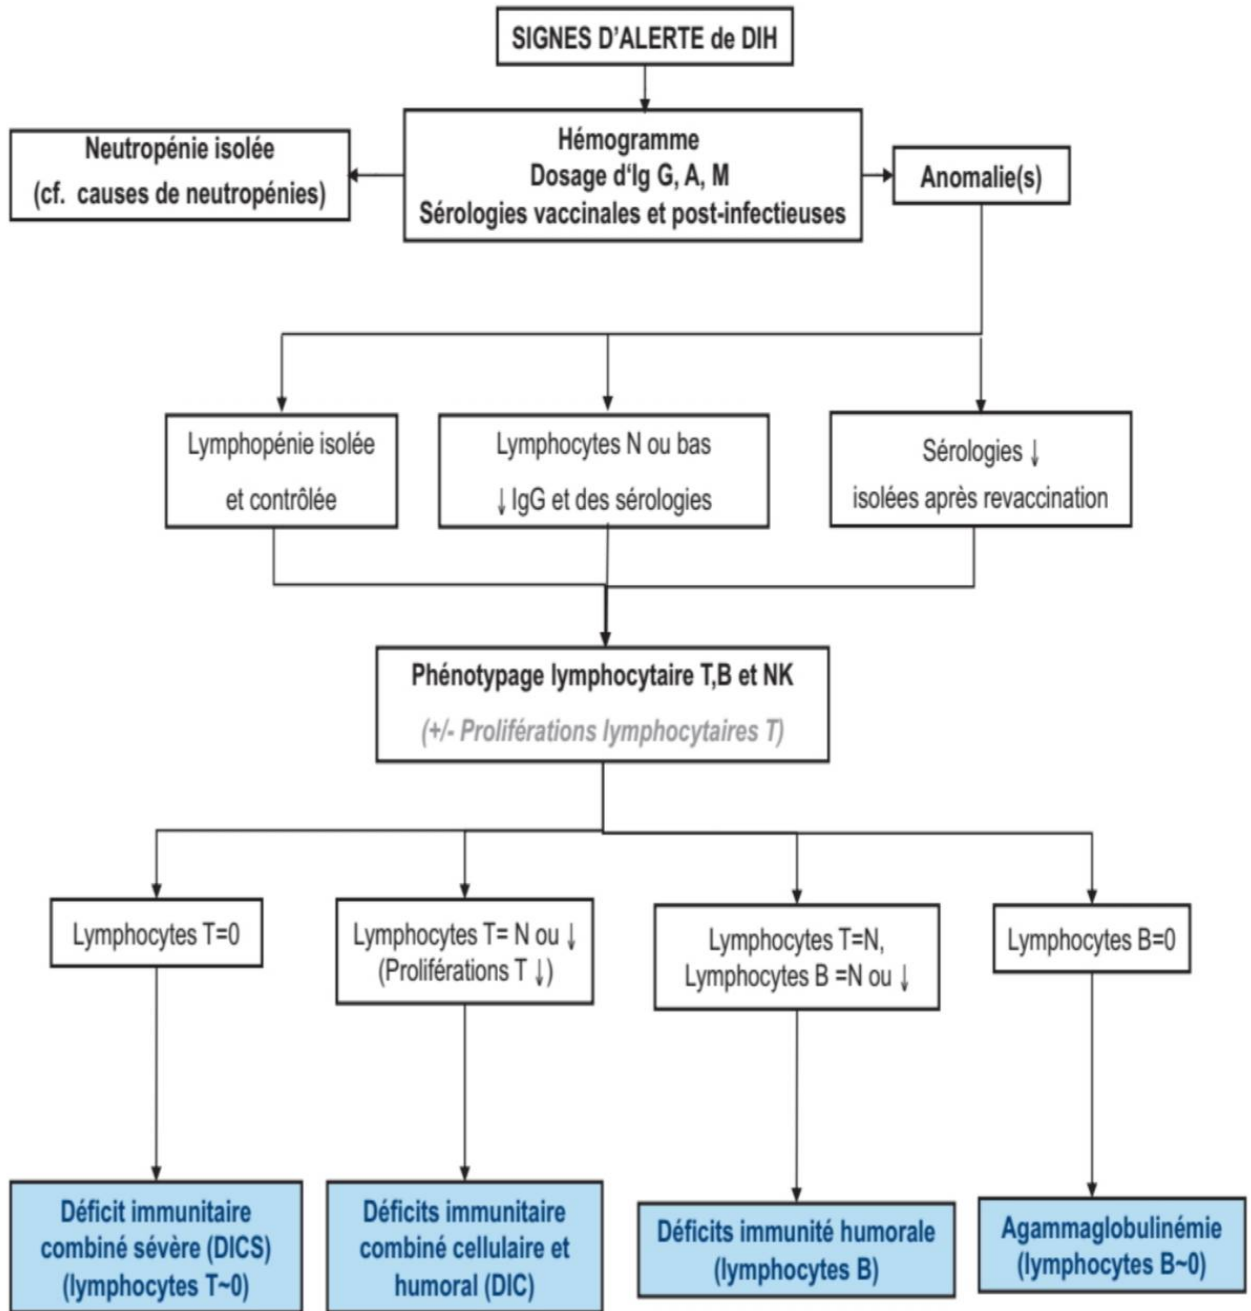 SIGNES D'ALERTE de DIH
Neutropénie isolée
(cf. causes de neutropénies)
Hémogramme
Dosage d'Ig G, A, M
Sérologies vaccinales et post-infectieuses
Anomalie(s)
Lymphopénie isolée
et contrôlée
Lymphocytes N ou bas
↓ IgG et des sérologies
Sérologies ↓
isolées après revaccination
Phénotypage lymphocytaire T,B et NK
(+/- Proliférations lymphocytaires T)
Lymphocytes T=0
Lymphocytes T= N ou ↓
(Proliférations T ↓)
Lymphocytes T=N,
Lymphocytes B =N ou ↓
Lymphocytes B=0
Déficit immunitaire
combiné sévère (DICS)
(lymphocytes T~0)
Déficits immunitaire
combiné cellulaire et
humoral (DIC)
Déficits immunité humorale
(lymphocytes B)
Agammaglobulinémie
(lymphocytes B~0)